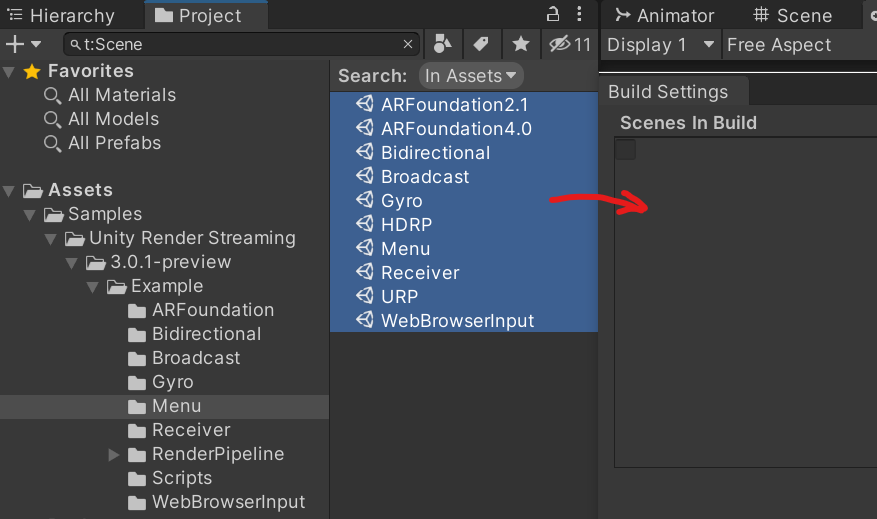 Hierarchy
Project
Animator
Scene
t:Scene
11
Display 1
Free Aspect
Favorites
All Materials
All Models
All Prefabs
Assets
Samples
Unity Render Streaming
3.0.1-preview
Example
ARFoundation
Bidirectional
Broadcast
Gyro
Menu
Receiver
RenderPipeline
Scripts
WebBrowserInput
Search:
In Assets
ARFoundation2.1
ARFoundation4.0
Bidirectional
Broadcast
Gyro
HDRP
Menu
Receiver
URP
WebBrowserInput
Build Settings
Scenes In Build